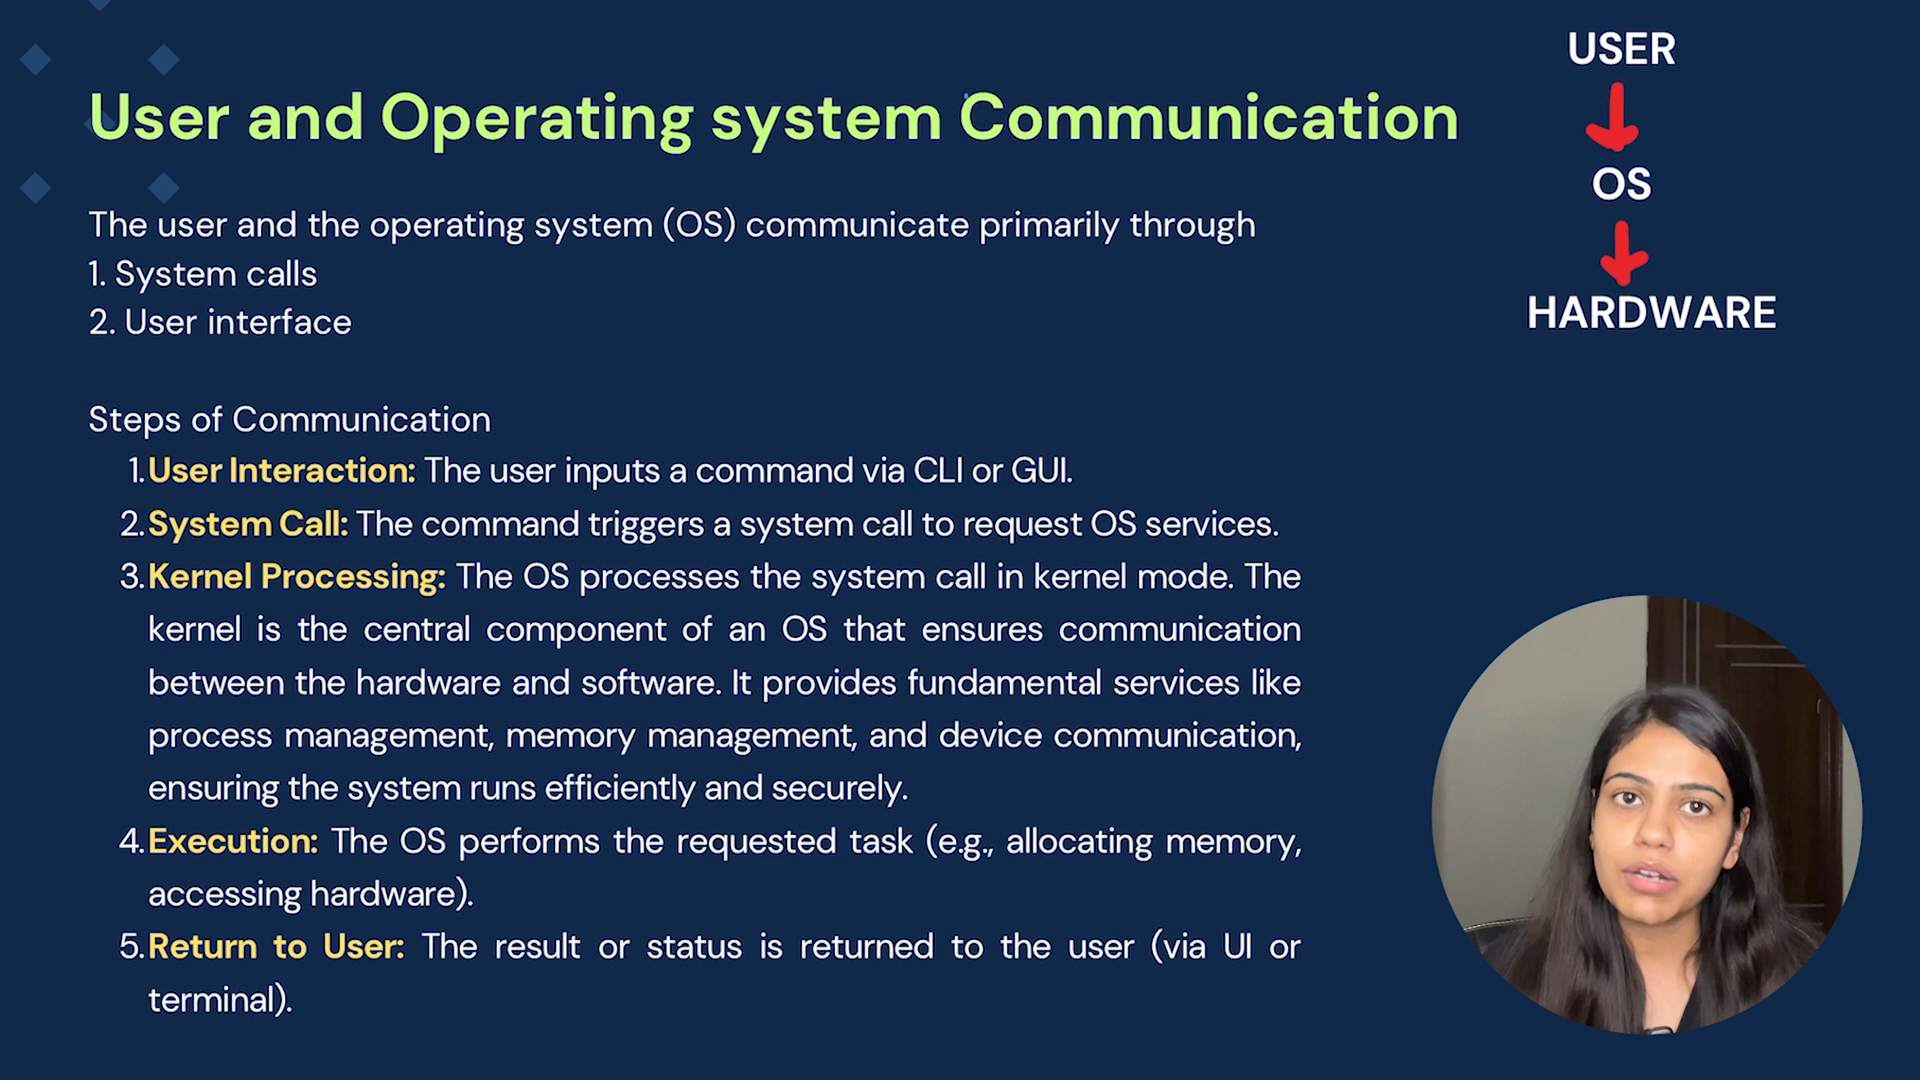 User and Operating system Communication
The user and the operating system (OS) communicate primarily through
1. System calls
2. User interface
Steps of Communication
1. User Interaction: The user inputs a command via CLI or GUI.
2. System Call: The command triggers a system call to request OS services.
3. Kernel Processing: The OS processes the system call in kernel mode. The
kernel is the central component of an OS that ensures communication
between the hardware and software. It provides fundamental services like
process management, memory management, and device communication,
ensuring the system runs efficiently and securely.
4. Execution: The OS performs the requested task (e.g., allocating memory,
accessing hardware).
5. Return to User: The result or status is returned to the user (via UI or
terminal).
USER
OS
HARDWARE